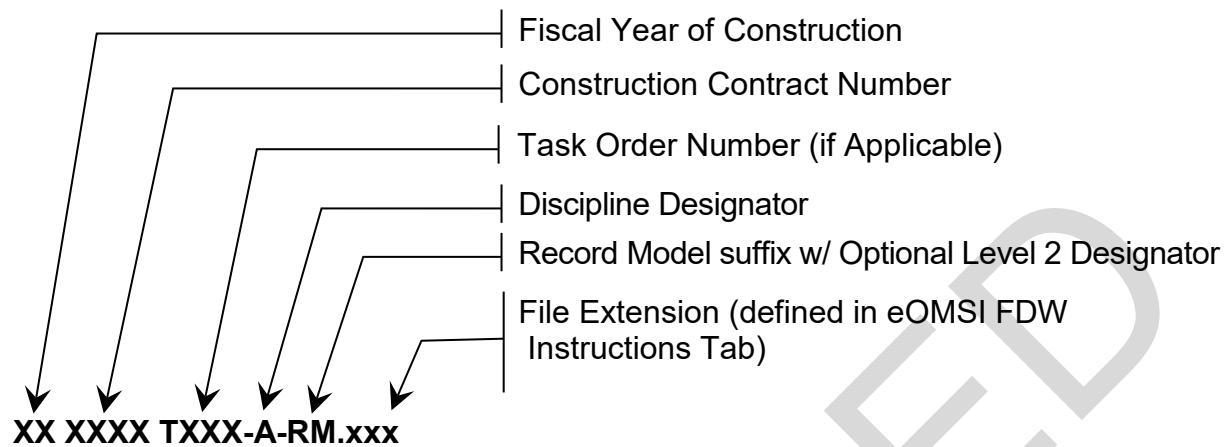 Fiscal Year of Construction
Construction Contract Number
Task Order Number (if Applicable)
Discipline Designator
Record Model suffix w/ Optional Level 2 Designator
File Extension (defined in eOMSI FDW
Instructions Tab)
XX XXXX TXXX-A-RM.xxx
ED